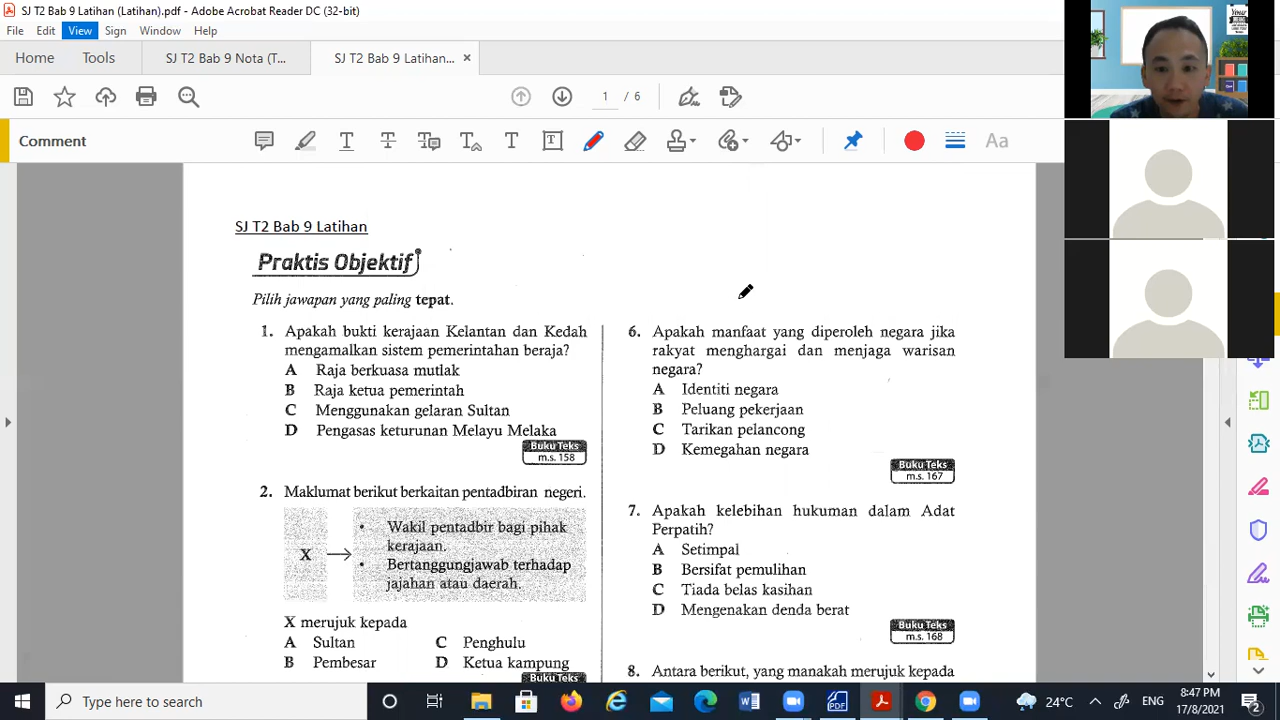 SJ T2 Bab 9 Latihan (Latihan).pdf - Adobe Acrobat Reader DC (32-bit)
File Edit View Sign Window Help
Home Tools SJ T2 Bab 9 Nota (T... SJ T2 Bab 9 Latihan... ×
1 / 6
Comment
Aa
SJ T2 Bab 9 Latihan
Praktis Objektif
Pilih jawapan yang paling tepat.
1. Apakah bukti kerajaan Kelantan dan Kedah
mengamalkan sistem pemerintahan beraja?
A Raja berkuasa mutlak
B Raja ketua pemerintah
C Menggunakan gelaran Sultan
D Pengasas keturunan Melayu Melaka
Buku Teks
m.s. 158
2. Maklumat berikut berkaitan pentadbiran negeri.
X
• Wakil pentadbir bagi pihak
kerajaan.
• Bertanggungjawab terhadap
jajahan atau daerah.
X merujuk kepada
A Sultan C Penghulu
B Pembesar D Ketua kampung
Buku Teks
6. Apakah manfaat yang diperoleh negara jika
rakyat menghargai dan menjaga warisan
negara?
A Identiti negara
B Peluang pekerjaan
C Tarikan pelancong
D Kemegahan negara
Buku Teks
m.s. 167
7. Apakah kelebihan hukuman dalam Adat
Perpatih?
A Setimpal
B Bersifat pemulihan
C Tiada belas kasihan
D Mengenakan denda berat
Buku Teks
m.s. 168
8. Antara berikut, yang manakah merujuk kepada
Type here to search
24°C ENG
8:47 PM
17/8/2021
2